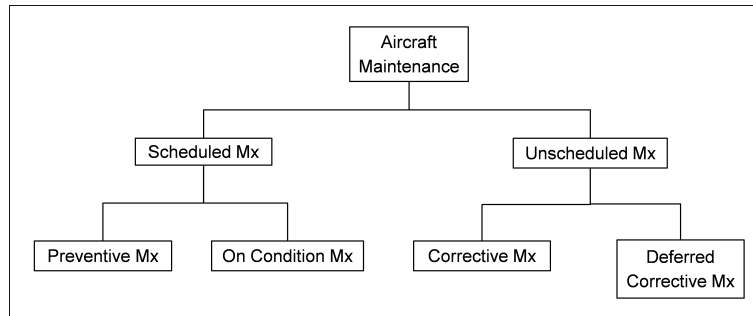 Aircraft
Maintenance
Scheduled Mx
Unscheduled Mx
Preventive Mx
On Condition Mx
Corrective Mx
Deferred
Corrective Mx